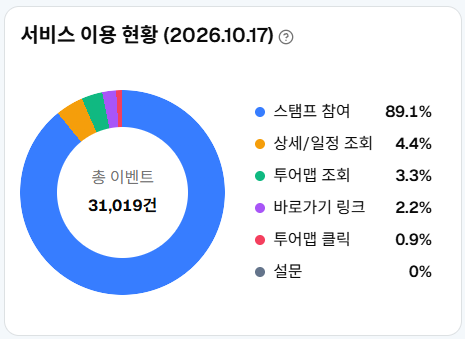 서비스 이용 현황 (2026.10.17) ?
총 이벤트
31,019건
스탬프 참여 89.1%
상세/일정 조회 4.4%
투어맵 조회 3.3%
바로가기 링크 2.2%
투어맵 클릭 0.9%
설문 0%